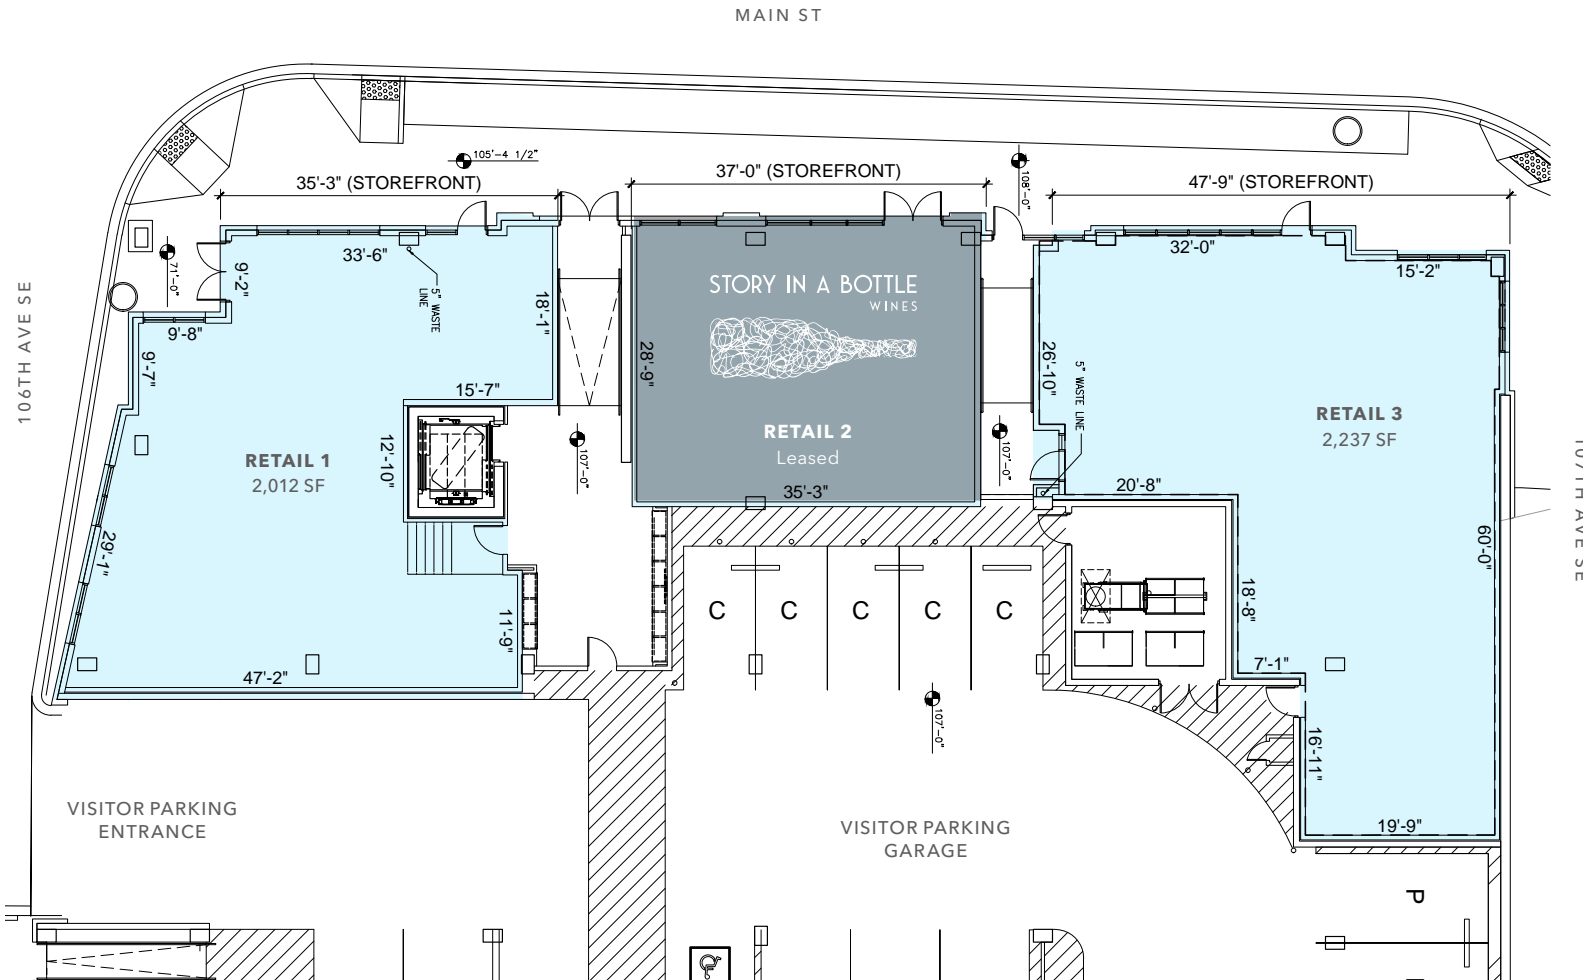 MAIN ST
105'-4 1/2"
108'-0"
35'-3" (STOREFRONT)
37'-0" (STOREFRONT)
47'-9" (STOREFRONT)
106TH AVE SE
107TH AVE SE
71'-0"
9'-2"
33'-6"
5" WASTE
LINE
18'-1"
9'-8"
9'-7"
15'-7"
12'-10"
RETAIL 1
2,012 SF
29'-1"
11'-9"
47'-2"
107'-0"
STORY IN A BOTTLE
WINES
28'-9"
RETAIL 2
Leased
35'-3"
107'-0"
32'-0"
15'-2"
26'-10"
5" WASTE LINE
RETAIL 3
2,237 SF
20'-8"
60'-0"
18'-8"
7'-1"
16'-11"
19'-9"
C
C
C
C
C
107'-0"
VISITOR PARKING
ENTRANCE
VISITOR PARKING
GARAGE
P